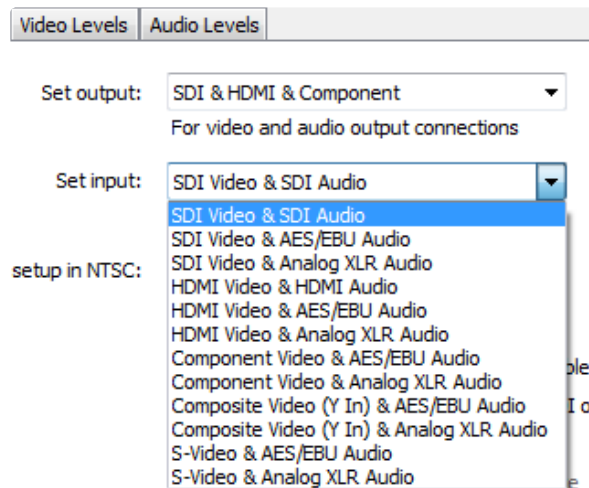 Video Levels Audio Levels
Set output: SDI & HDMI & Component
For video and audio output connections
Set input: SDI Video & SDI Audio
SDI Video & SDI Audio
SDI Video & AES/EBU Audio
setup in NTSC: SDI Video & Analog XLR Audio
HDMI Video & HDMI Audio
HDMI Video & AES/EBU Audio
HDMI Video & Analog XLR Audio
Component Video & AES/EBU Audio
Component Video & Analog XLR Audio
Composite Video (Y In) & AES/EBU Audio
Composite Video (Y In) & Analog XLR Audio
S-Video & AES/EBU Audio
S-Video & Analog XLR Audio